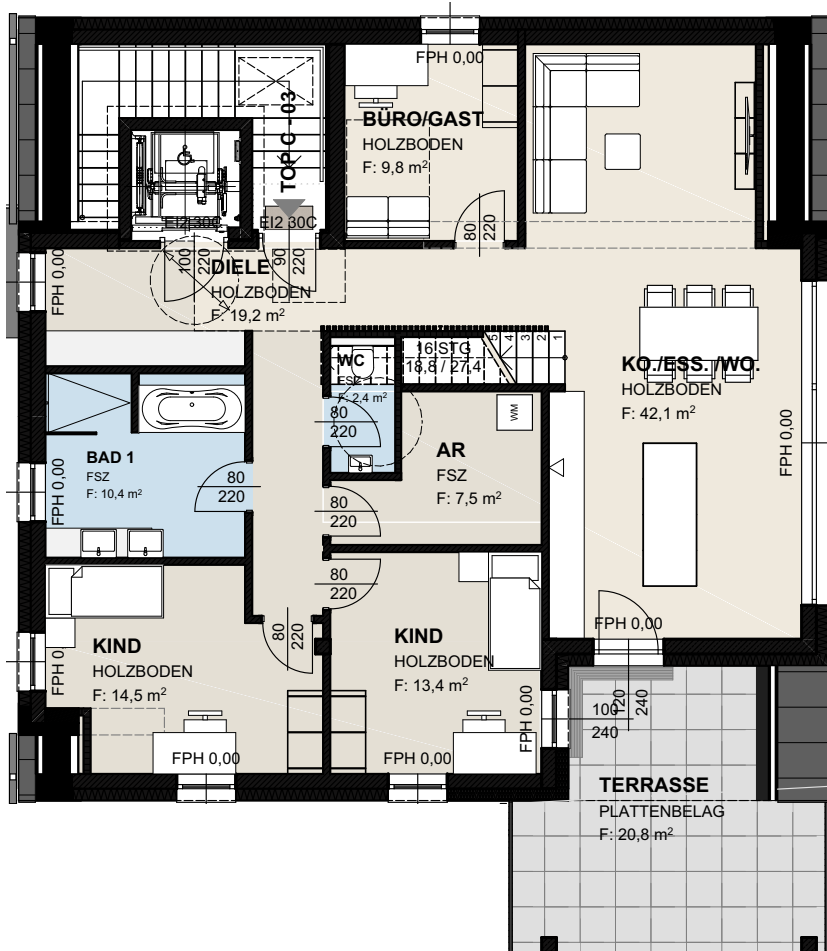 FPH 0,00
TOP C - 03
BÜRO/GAST
HOLZBODEN
F: 9,8 m²
80
220
EI2 30C
EI2 30C
100
220
90
220
DIELE
HOLZBODEN
F: 19,2 m²
FPH 0,00
WC
FSZ
F: 2,4 m²
80
220
16 STG
18,8 / 27,4
5
4
3
2
1
KO./ESS. /WO.
HOLZBODEN
F: 42,1 m²
FPH 0,00
WM
BAD 1
FSZ
F: 10,4 m²
FPH 0,00
80
220
AR
FSZ
F: 7,5 m²
80
220
80
220
KIND
HOLZBODEN
F: 14,5 m²
FPH 0,
80
220
FPH 0,00
KIND
HOLZBODEN
F: 13,4 m²
FPH 0,00
FPH 0,00
FPH 0,00
120
240
100
240
TERRASSE
PLATTENBELAG
F: 20,8 m²